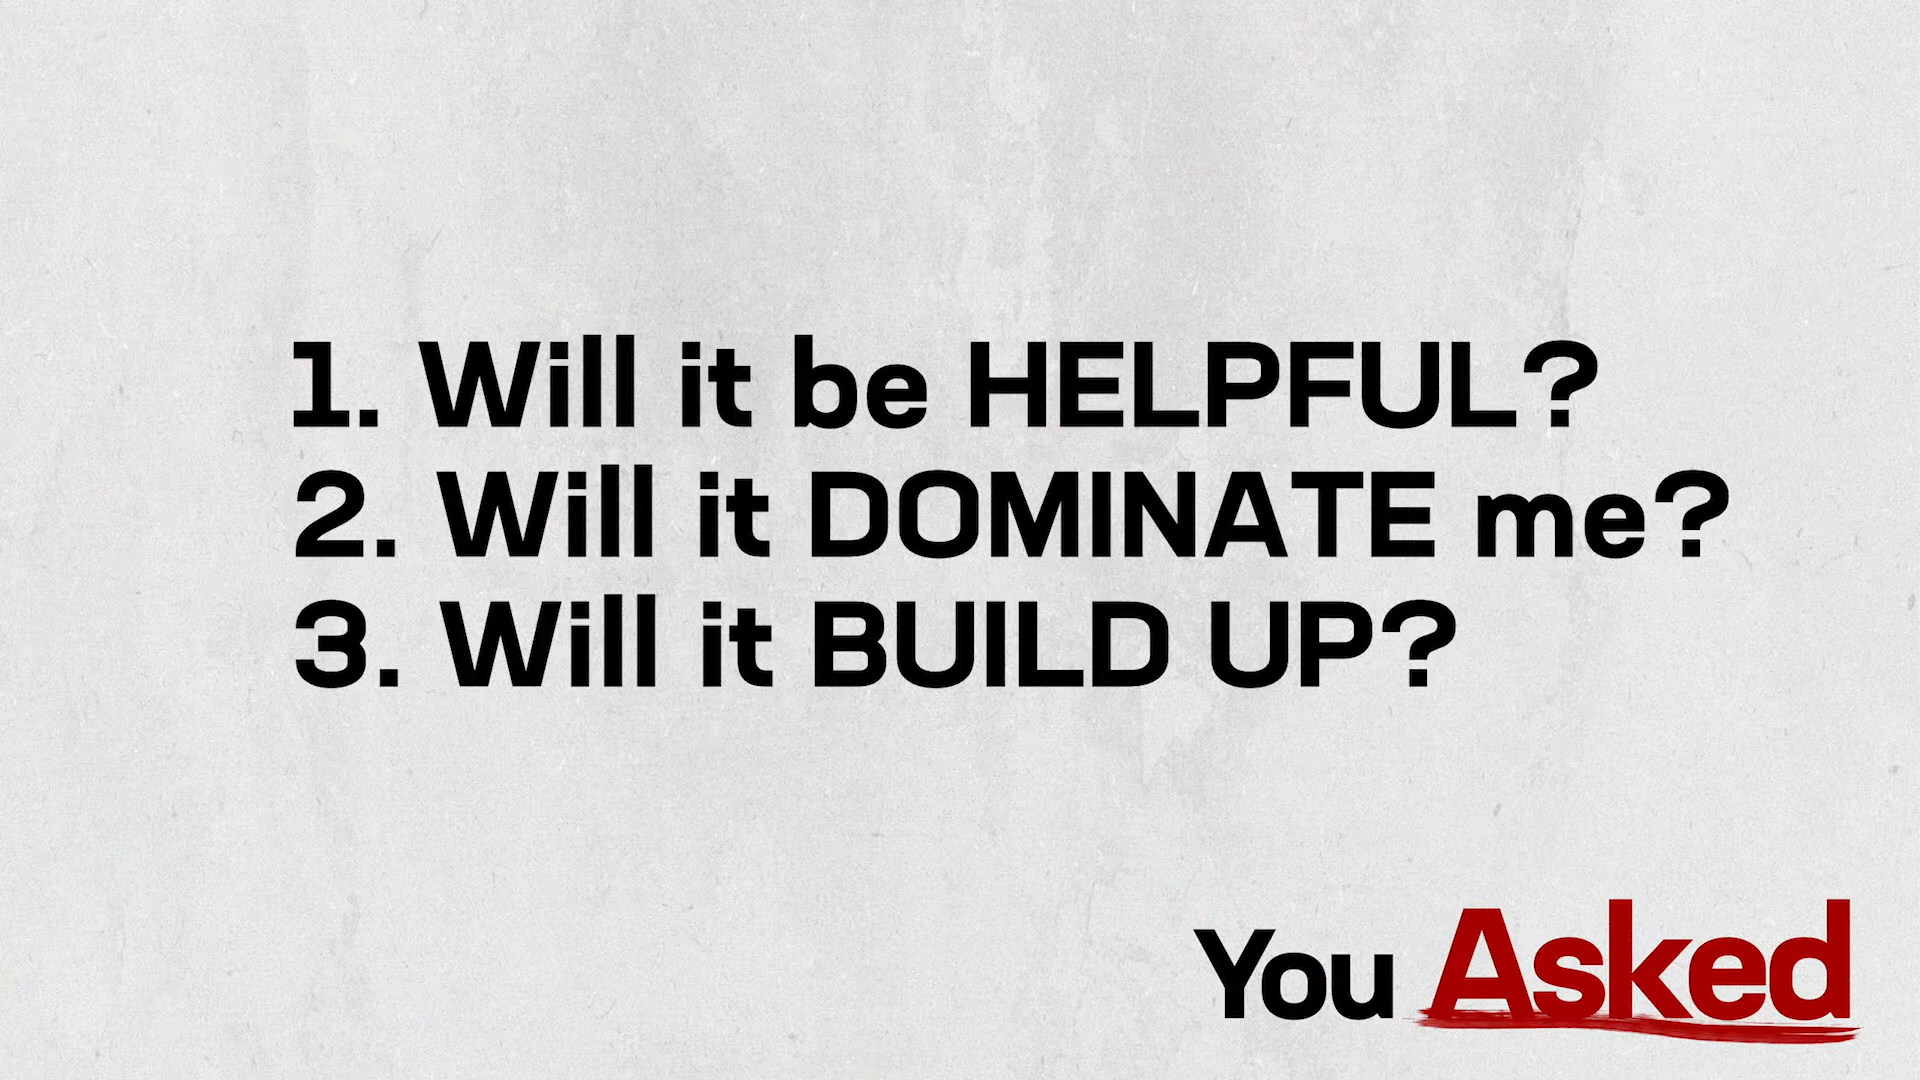 1. Will it be HELPFUL?
2. Will it DOMINATE me?
3. Will it BUILD UP?
You Asked